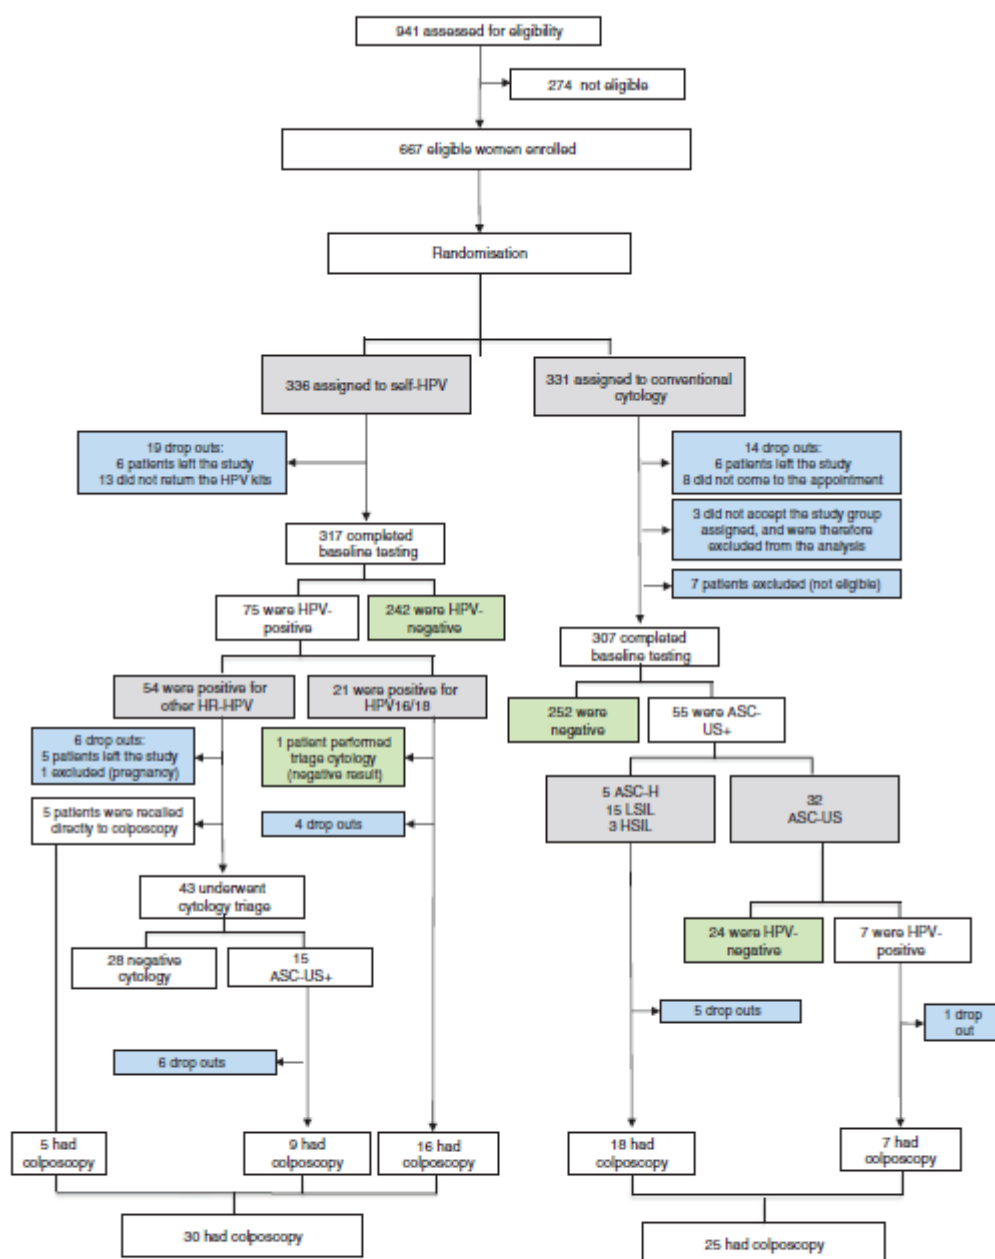 941 assessed for eligibility
274 not eligible
667 eligible women enrolled
Randomisation
336 assigned to self-HPV
331 assigned to conventional
cytology
19 drop outs:
6 patients left the study
13 did not return the HPV kits
14 drop outs:
6 patients left the study
8 did not come to the appointment
3 did not accept the study group
assigned, and were therefore
excluded from the analysis
7 patients excluded (not eligible)
317 completed
baseline testing
75 were HPV-
positive
242 were HPV-
negative
307 completed
baseline testing
54 were positive for
other HR-HPV
21 were positive for
HPV16/18
252 were
negative
55 were ASC-
US+
6 drop outs:
5 patients left the study
1 excluded (pregnancy)
1 patient performed
triage cytology
(negative result)
5 ASC-H
15 LSIL
3 HSIL
32
ASC-US
5 patients were recalled
directly to colposcopy
4 drop outs
43 underwent
cytology triage
24 were HPV-
negative
7 were HPV-
positive
28 negative
cytology
15
ASC-US+
5 drop outs
1 drop
out
6 drop outs
5 had
colposcopy
9 had
colposcopy
16 had
colposcopy
18 had
colposcopy
7 had
colposcopy
30 had colposcopy
25 had colposcopy